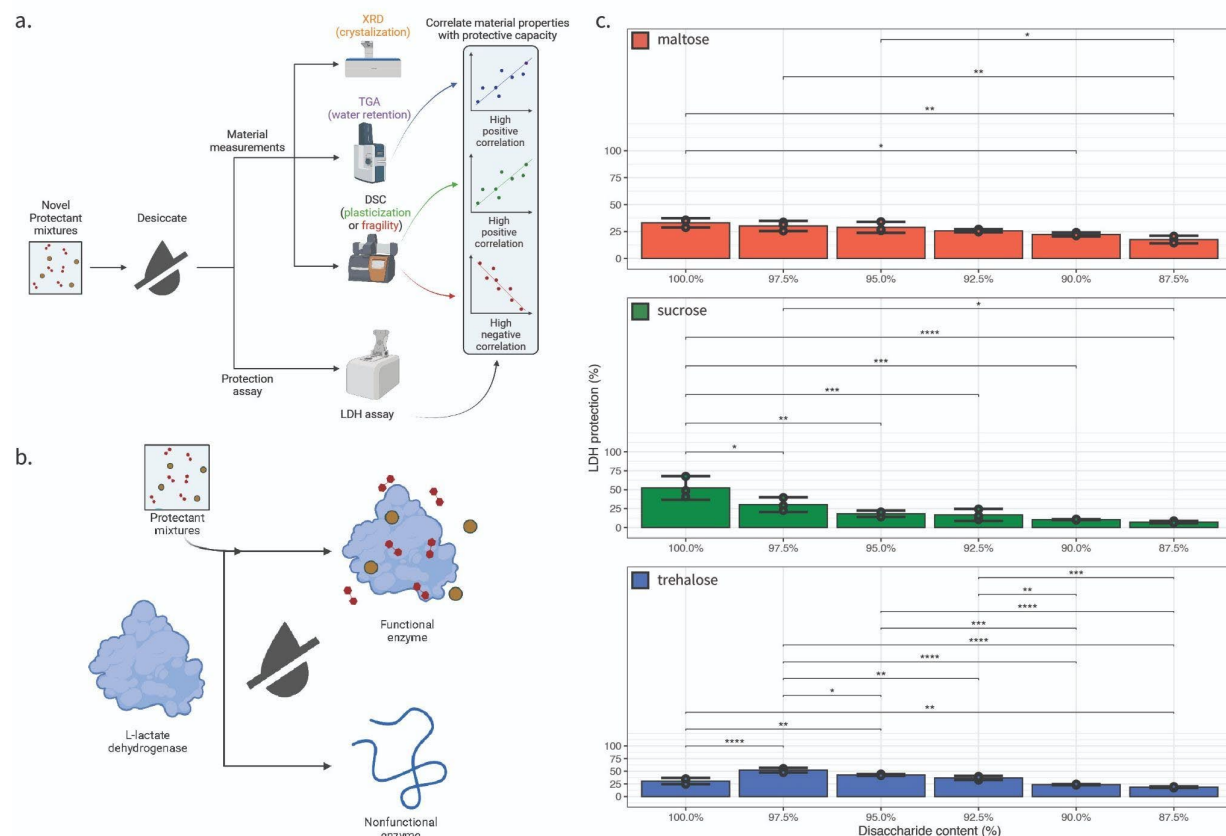 a.
XRD
(crystalization)
TGA
(water retention)
Material
measurements
DSC
(plasticization
or fragility)
Novel
Protectant
mixtures
Desiccate
Protection
assay
LDH assay
Correlate material properties
with protective capacity
High
positive
correlation
High
positive
correlation
High
negative
correlation
b.
Protectant
mixtures
L-lactate
dehydrogenase
Functional
enzyme
Nonfunctional
enzyme
c.
LDH protection (%)
maltose
*
**
**
*
100
75
50
25
0
100.0% 97.5% 95.0% 92.5% 90.0% 87.5%
sucrose
*
****
***
***
**
*
100
75
50
25
0
100.0% 97.5% 95.0% 92.5% 90.0% 87.5%
trehalose
***
**
****
***
****
****
**
*
**
**
****
100
75
50
25
0
100.0% 97.5% 95.0% 92.5% 90.0% 87.5%
Disaccharide content (%)